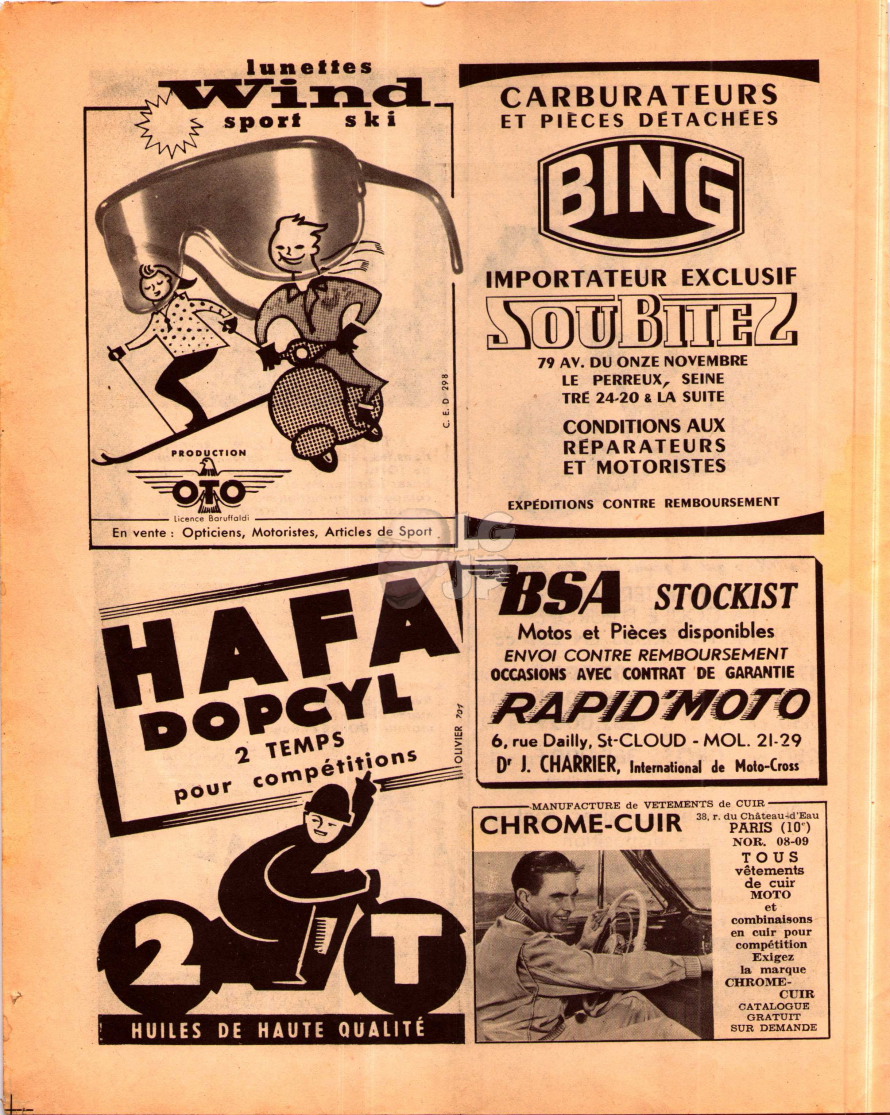 lunettes
Wind
sport ski
C. E. D 298
PRODUCTION
OTO
Licence Baruffaldi
En vente : Opticiens, Motoristes, Articles de Sport
CARBURATEURS
ET PIÈCES DÉTACHÉES
BING
IMPORTATEUR EXCLUSIF
SOUBITEZ
79 AV. DU ONZE NOVEMBRE
LE PERREUX, SEINE
TRÉ 24-20 & LA SUITE
CONDITIONS AUX
RÉPARATEURS
ET MOTORISTES
EXPÉDITIONS CONTRE REMBOURSEMENT
HAFA
DOPCYL
2 TEMPS
pour compétitions
OLIVIER 701
2 T
HUILES DE HAUTE QUALITÉ
BSA STOCKIST
Motos et Pièces disponibles
ENVOI CONTRE REMBOURSEMENT
OCCASIONS AVEC CONTRAT DE GARANTIE
RAPID'MOTO
6, rue Dailly, St-CLOUD - MOL. 21-29
Dr J. CHARRIER, International de Moto-Cross
MANUFACTURE de VETEMENTS de CUIR
CHROME-CUIR
38, r. du Château-d'Eau
PARIS (10e)
NOR. 08-09
TOUS
vêtements
de cuir
MOTO
et
combinaisons
en cuir pour
compétition
Exigez
la marque
CHROME-
CUIR
CATALOGUE
GRATUIT
SUR DEMANDE